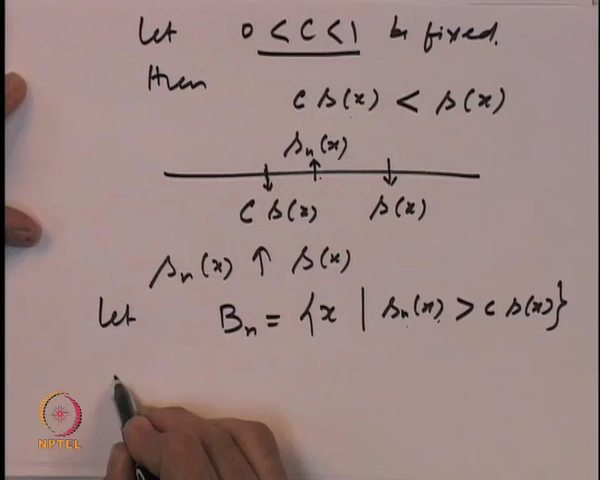 Let 0 < C < 1 be fixed.
Then
C s(x) < s(x)
sₙ(x)
C s(x) s(x)
sₙ(x) ↑ s(x)
Let Bₙ = {x | sₙ(x) > c s(x)}
NPTEL